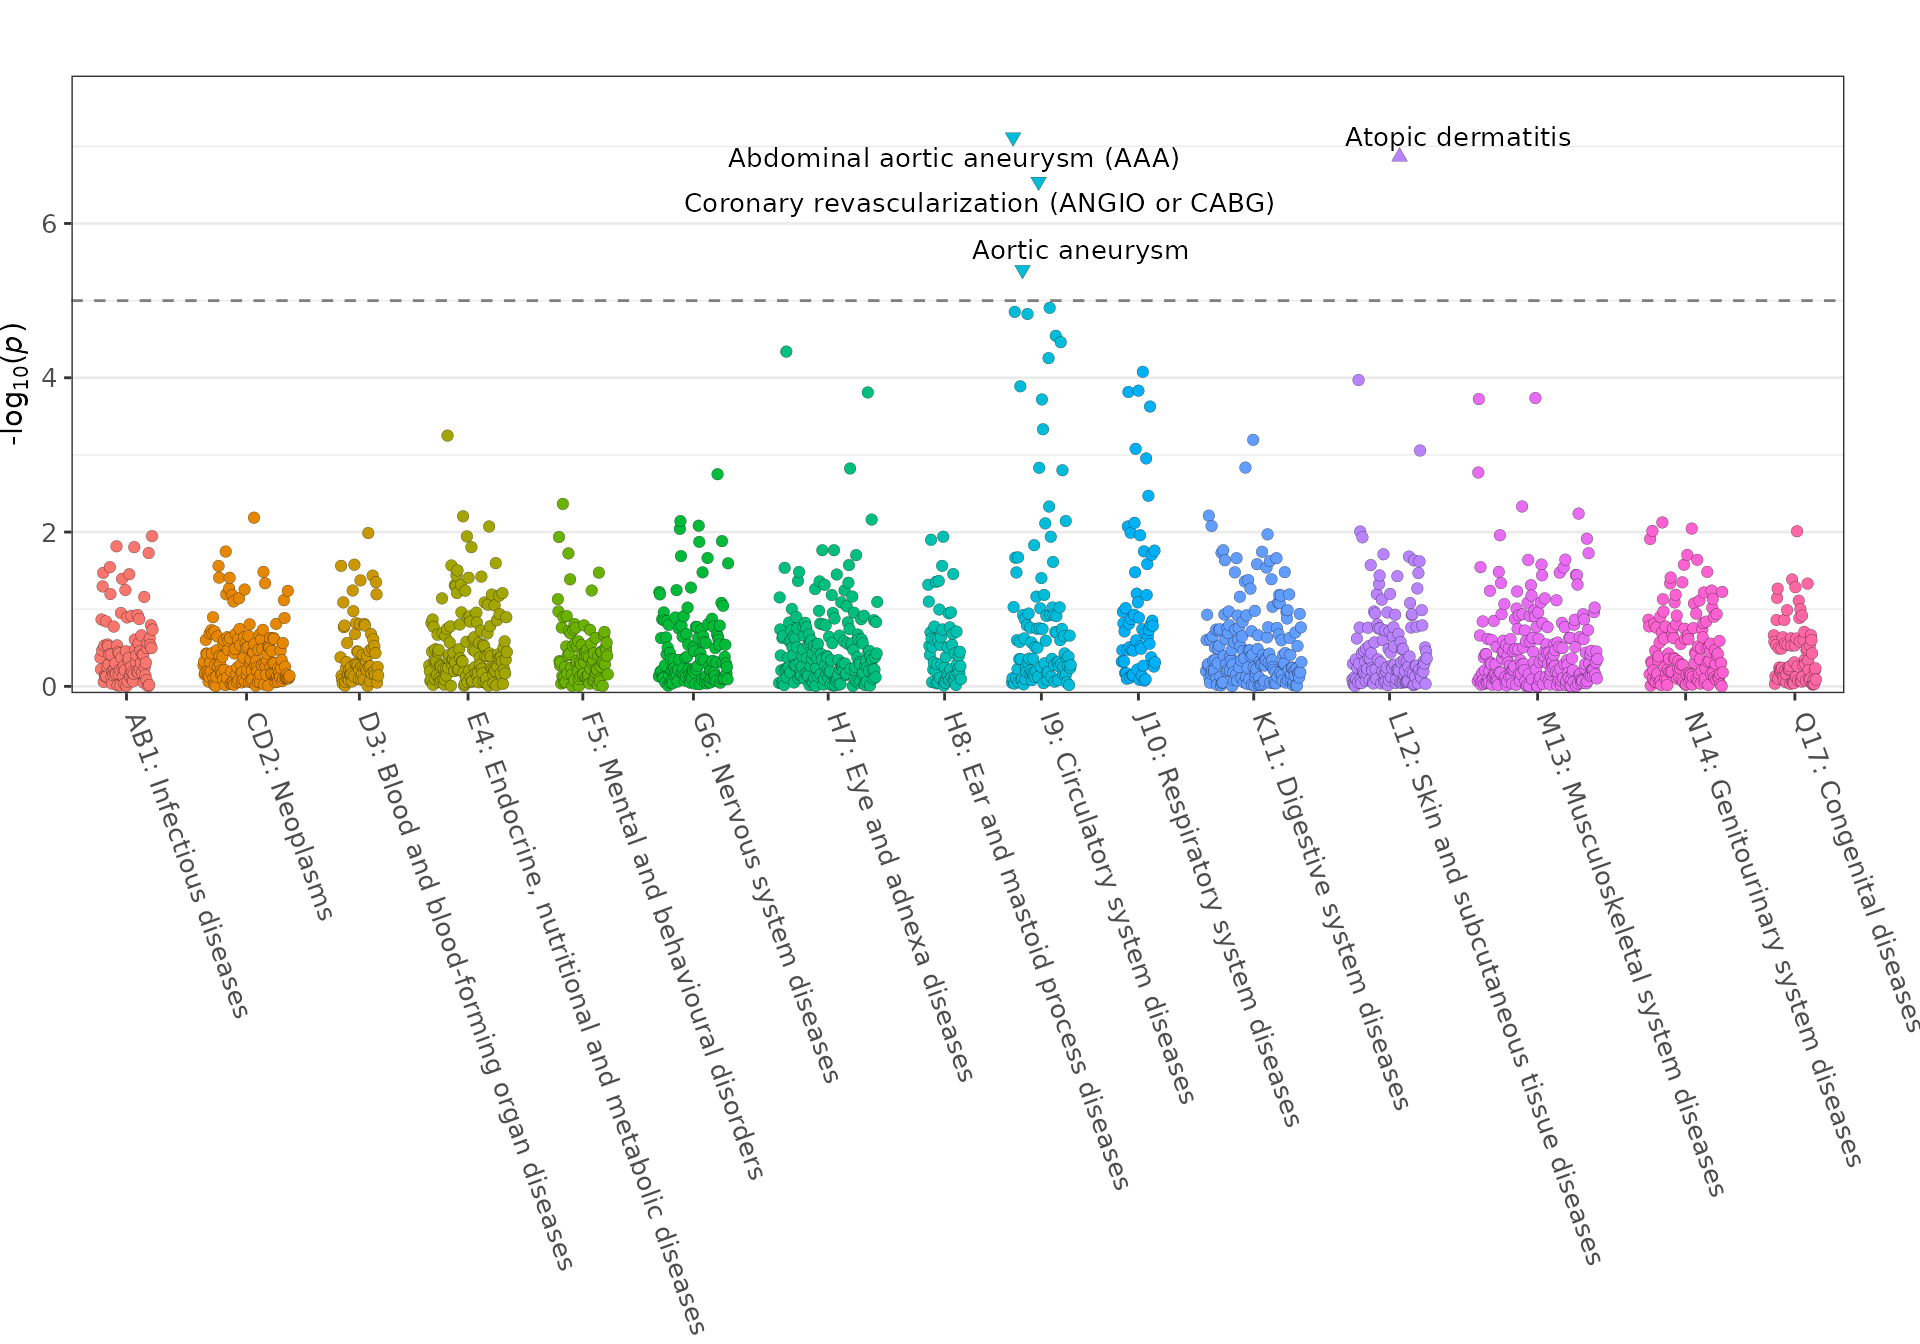 Atopic dermatitis
Abdominal aortic aneurysm (AAA)
Coronary revascularization (ANGIO or CABG)
Aortic aneurysm
6
4
2
0
-log10(p)
AB1: Infectious diseases
CD2: Neoplasms
D3: Blood and blood-forming organ diseases
E4: Endocrine, nutritional and metabolic diseases
F5: Mental and behavioural disorders
G6: Nervous system diseases
H7: Eye and adnexa diseases
H8: Ear and mastoid process diseases
I9: Circulatory system diseases
J10: Respiratory system diseases
K11: Digestive system diseases
L12: Skin and subcutaneous tissue diseases
M13: Musculoskeletal system diseases
N14: Genitourinary system diseases
Q17: Congenital diseases